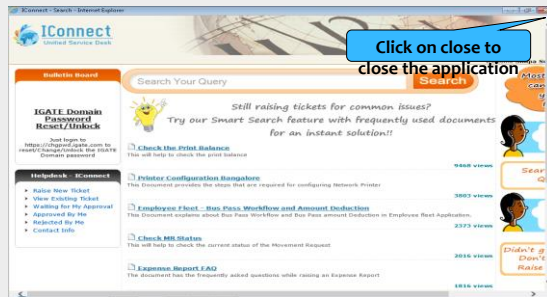 IConnect - Search - Internet Explorer
IConnect
Unified Service Desk
Click on close to
close the application
Bulletin Board
IGATE Domain
Password
Reset/Unlock
Just login to
https://chgpwd.igate.com to
reset/Change/Unlock the IGATE
Domain password
Helpdesk - IConnect
Raise New Ticket
View Existing Ticket
Waiting for My Approval
Approved By Me
Rejected By Me
Contact Info
Search Your Query
Search
Still raising tickets for common issues?
Try our Smart Search feature with frequently used documents
for an instant solution!!
Check the Print Balance
This will help to check the print balance
9468 views
Printer Configuration Bangalore
This Document provides the steps that are required for configuring Network Printer
3803 views
Employee Fleet - Bus Pass Workflow and Amount Deduction
This Document explains about Bus Pass Workflow and Bus Pass amount Deduction in Employee fleet Application.
2373 views
Check MR Status
This will help to check the current status of the Movement Request
2016 views
Expense Report FAQ
The document has the frequently asked questions while raising an Expense Report
1816 views
Most
can
Sear
Q
Didn't g
Don't
Raise